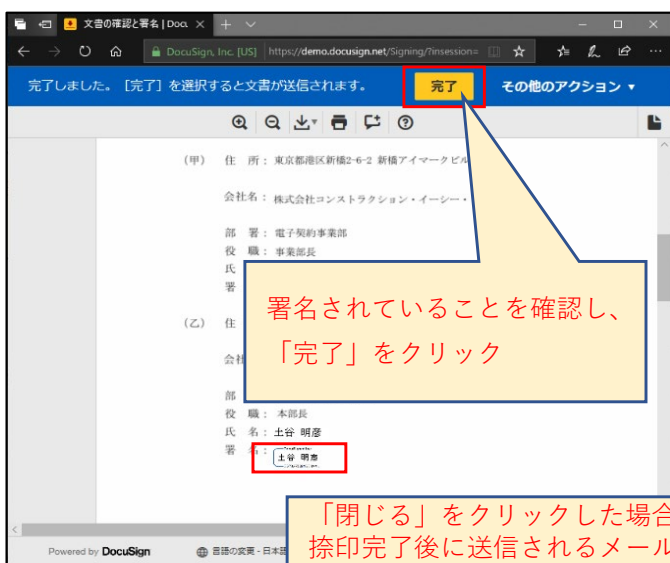 文書の確認と署名 | Doc
DocuSign, Inc. [US] https://demo.docusign.net/Signing/?insession=
完了しました。[完了] を選択すると文書が送信されます。 完了 その他のアクション
(甲) 住 所: 東京都港区新橋2-6-2 新橋アイマークビル
会社名: 株式会社コンストラクション・イーシー・
部 署: 電子契約事業部
役 職: 事業部長
氏
署
署名されていることを確認し、
「完了」をクリック
(乙) 住
会社
部
役 職: 本部長
氏 名: 土谷 明彦
署 名: 土谷 明彦
「閉じる」をクリックした場合
捺印完了後に送信されるメール
Powered by DocuSign 言語の変更 - 日本語